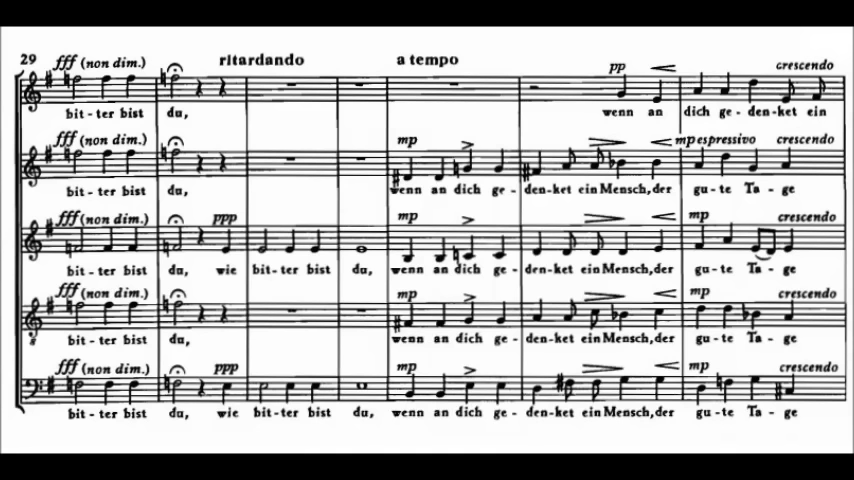 29 fff (non dim.) ritardando a tempo pp crescendo
bit - ter bist du, wenn an dich ge - den - ket ein
fff (non dim.) mp mp espressivo crescendo
bit - ter bist du, wenn an dich ge - den - ket ein Mensch, der gu - te Ta - ge
fff (non dim.) ppp mp mp crescendo
bit - ter bist du, wie bit - ter bist du, wenn an dich ge - den - ket ein Mensch, der gu - te Ta - ge
fff (non dim.) mp mp crescendo
bit - ter bist du, wenn an dich ge - den - ket ein Mensch, der gu - te Ta - ge
8
fff (non dim.) ppp mp mp crescendo
bit - ter bist du, wie bit - ter bist du, wenn an dich ge - den - ket ein Mensch, der gu - te Ta - ge